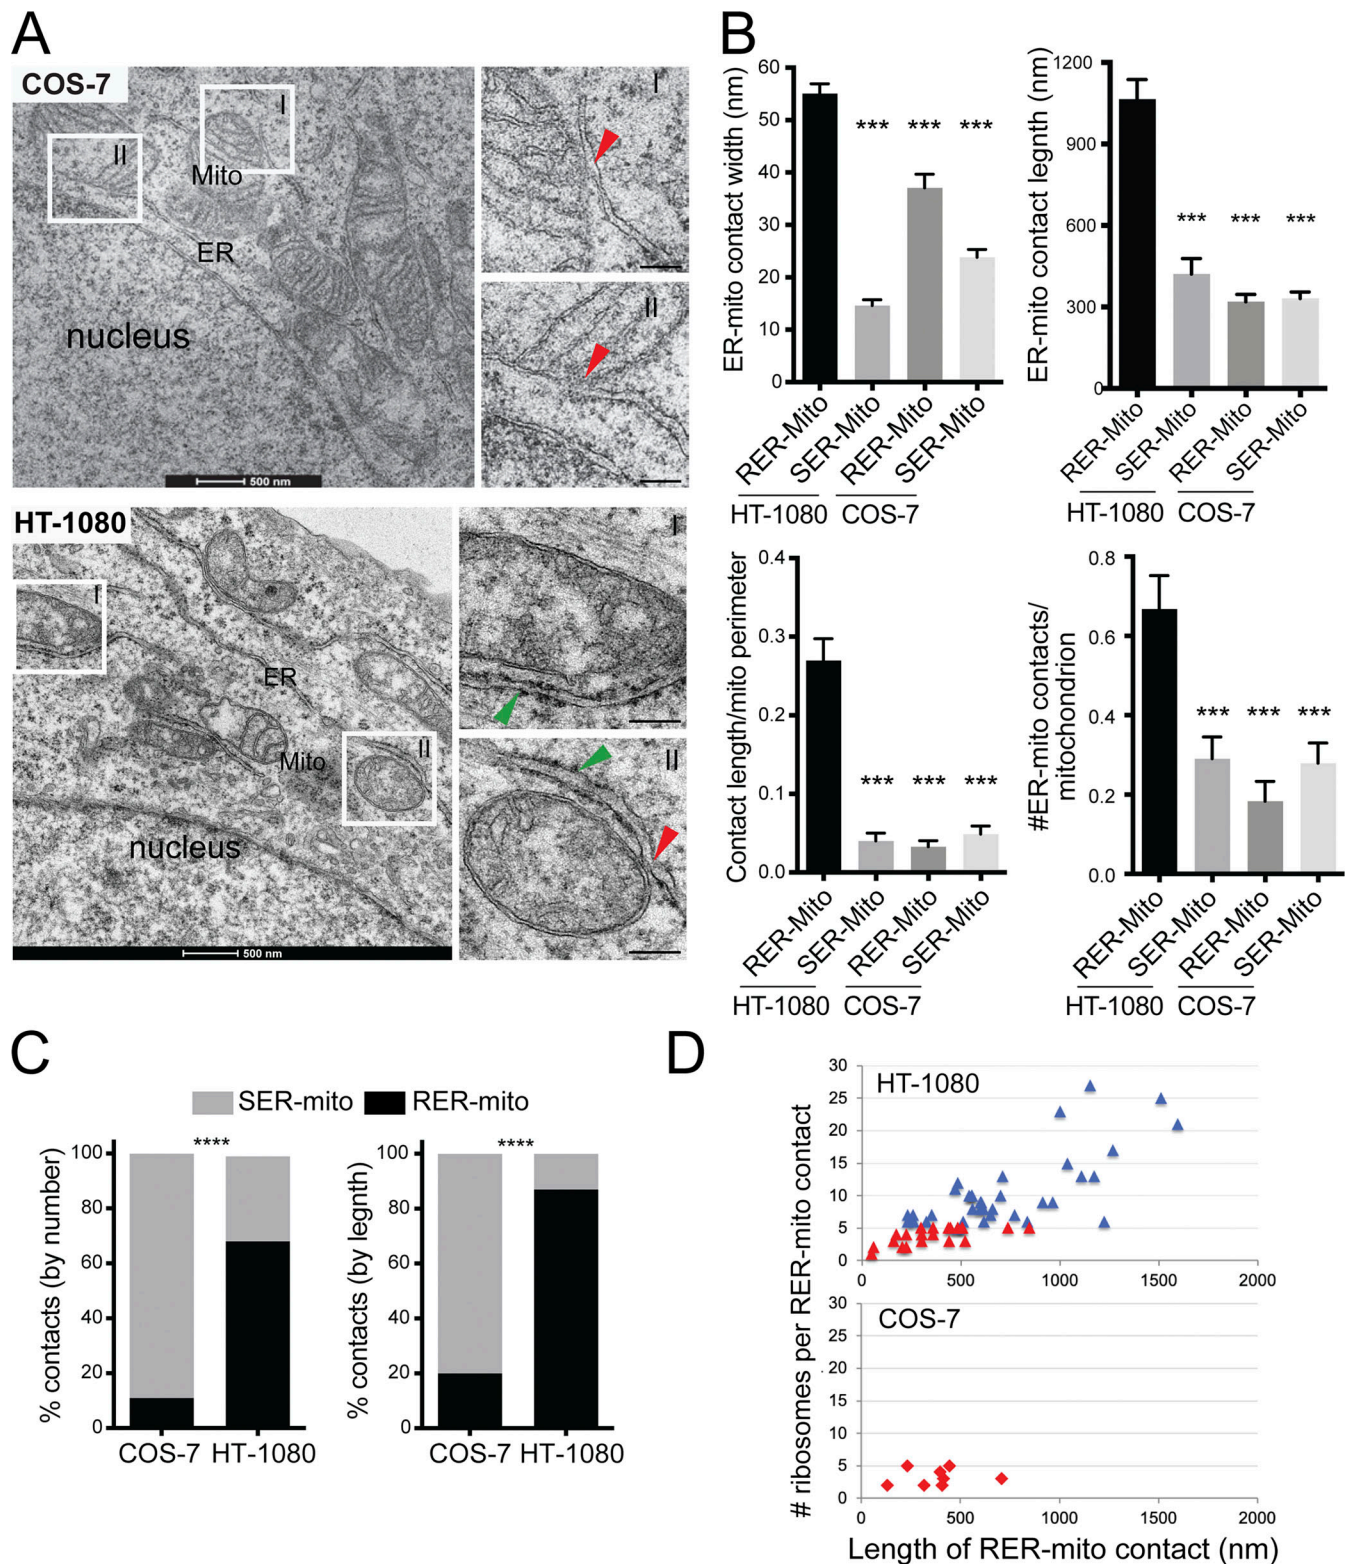 A
COS-7
I
II
Mito
ER
nucleus
500 nm
I
II
HT-1080
I
ER
Mito
II
nucleus
500 nm
I
II
B
ER-mito contact width (nm)
60
50
40
30
20
10
0
*** *** ***
RER-Mito
SER-Mito
RER-Mito
SER-Mito
HT-1080 COS-7
ER-mito contact legnth (nm)
1200
900
600
300
0
*** *** ***
RER-Mito
SER-Mito
RER-Mito
SER-Mito
HT-1080 COS-7
Contact length/mito perimeter
0.4
0.3
0.2
0.1
0.0
*** *** ***
RER-Mito
SER-Mito
RER-Mito
SER-Mito
HT-1080 COS-7
#ER-mito contacts/
mitochondrion
0.8
0.6
0.4
0.2
0.0
*** *** ***
RER-Mito
SER-Mito
RER-Mito
SER-Mito
HT-1080 COS-7
C
SER-mito RER-mito
% contacts (by number)
100
80
60
40
20
0
****
COS-7 HT-1080
% contacts (by legnth)
100
80
60
40
20
0
****
COS-7 HT-1080
D
# ribosomes per RER-mito contact
HT-1080
30
25
20
15
10
5
0
0 500 1000 1500 2000
COS-7
30
25
20
15
10
5
0
0 500 1000 1500 2000
Length of RER-mito contact (nm)